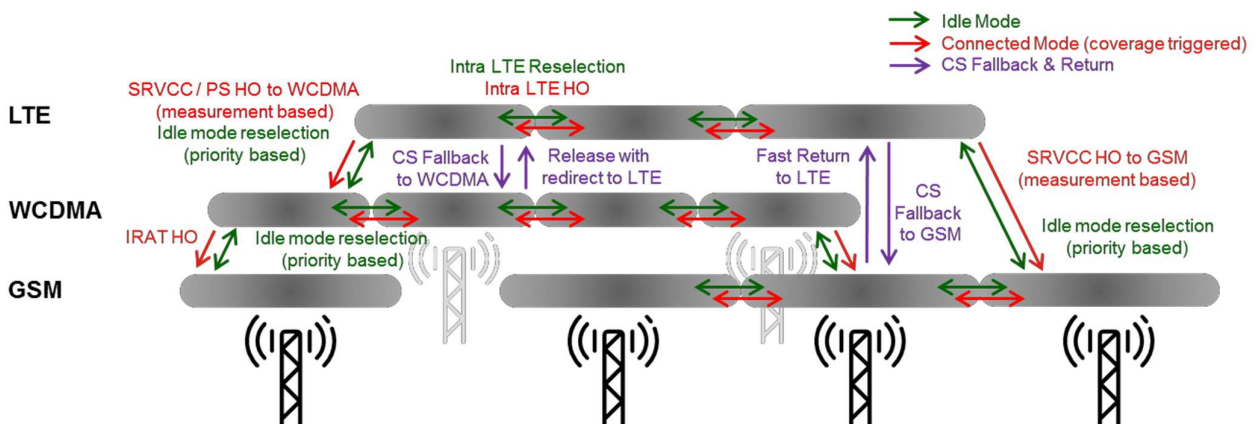 Idle Mode
Connected Mode (coverage triggered)
CS Fallback & Return
Intra LTE Reselection
Intra LTE HO
SRVCC / PS HO to WCDMA
(measurement based)
Idle mode reselection
(priority based)
LTE
CS Fallback
to WCDMA
Release with
redirect to LTE
Fast Return
to LTE
CS
Fallback
to GSM
SRVCC HO to GSM
(measurement based)
WCDMA
IRAT HO
Idle mode reselection
(priority based)
Idle mode reselection
(priority based)
GSM